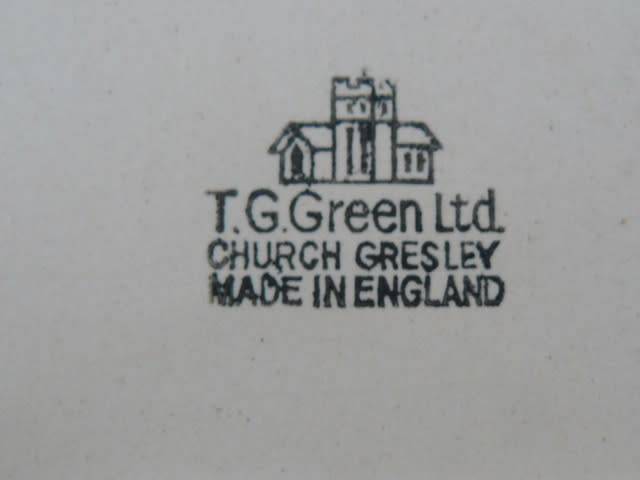 T.G.Green Ltd.
CHURCH GRESLEY
MADE IN ENGLAND